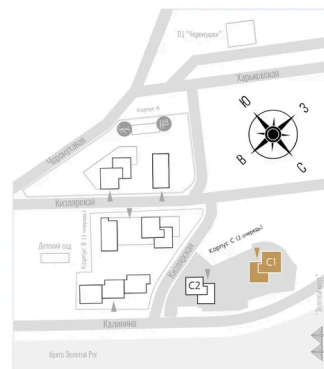 ТЦ "Черемушки"
Харьковская
Корпус А
Черемуховая
Ю
З
В
С
Кизлярская
Корпус В (3 очередь)
Детский сад
Кизлярская
Корпус С (2 очередь)
С1
С2
Калинина
Бухта Золотой Рог